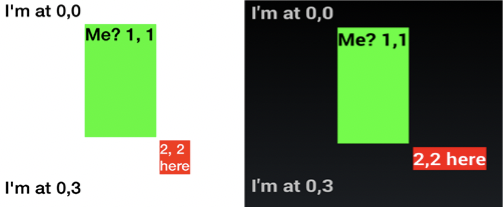 I'm at 0,0
Me? 1, 1
2, 2
here
I'm at 0,3
I'm at 0,0
Me? 1,1
2,2 here
I'm at 0,3